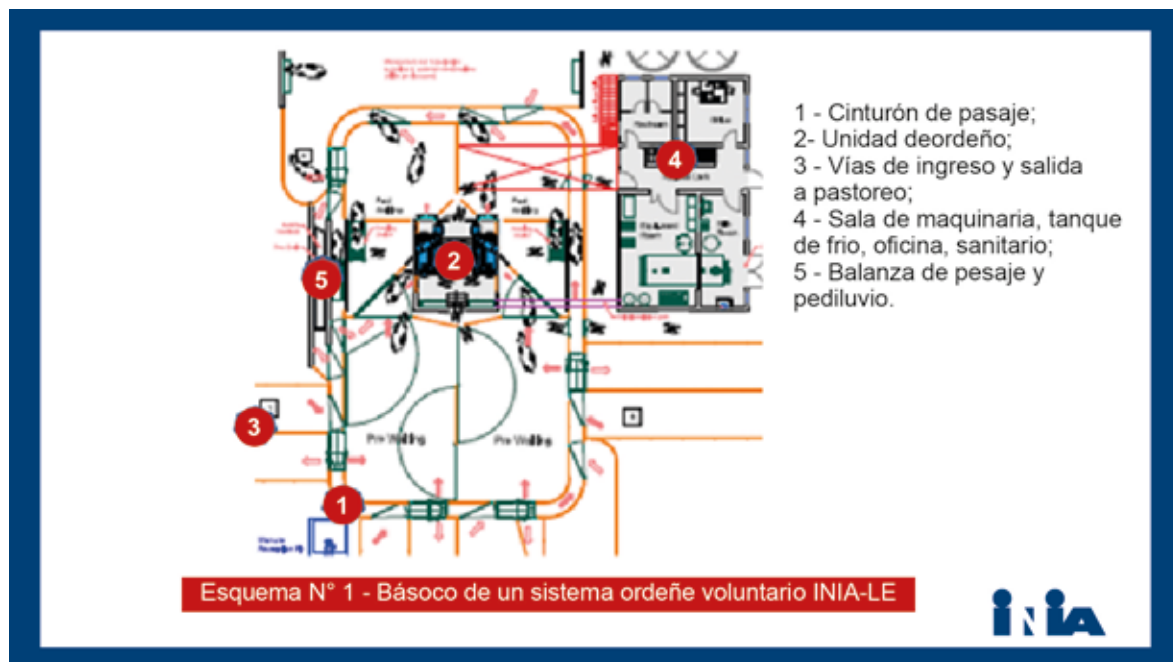 1 - Cinturón de pasaje;
2- Unidad deordeño;
3 - Vías de ingreso y salida
a pastoreo;
4 - Sala de maquinaria, tanque
de frio, oficina, sanitario;
5 - Balanza de pesaje y
pediluvio.
4
2
5
Pre Waiting
Pre Waiting
3
1
Esquema N° 1 - Básoco de un sistema ordeñe voluntario INIA-LE
INIA